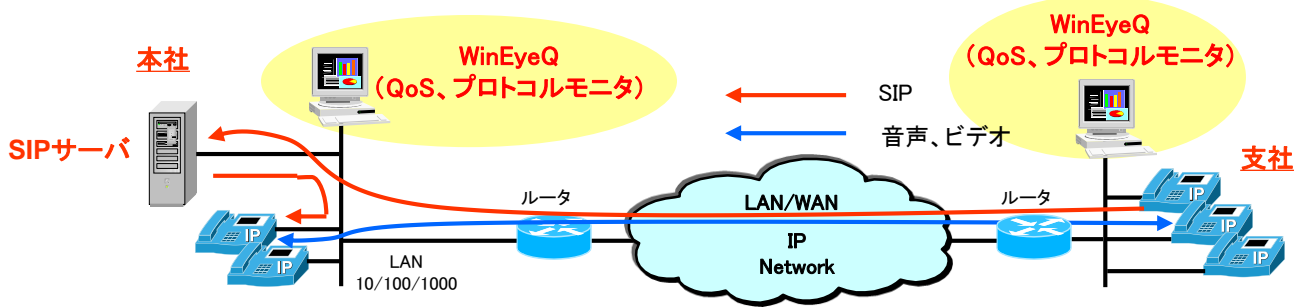 本社
WinEyeQ
(QoS、プロトコルモニタ)
WinEyeQ
(QoS、プロトコルモニタ)
SIP
音声、ビデオ
SIPサーバ
支社
ルータ
ルータ
LAN/WAN
IP
Network
IP
IP
IP
IP
IP
LAN
10/100/1000